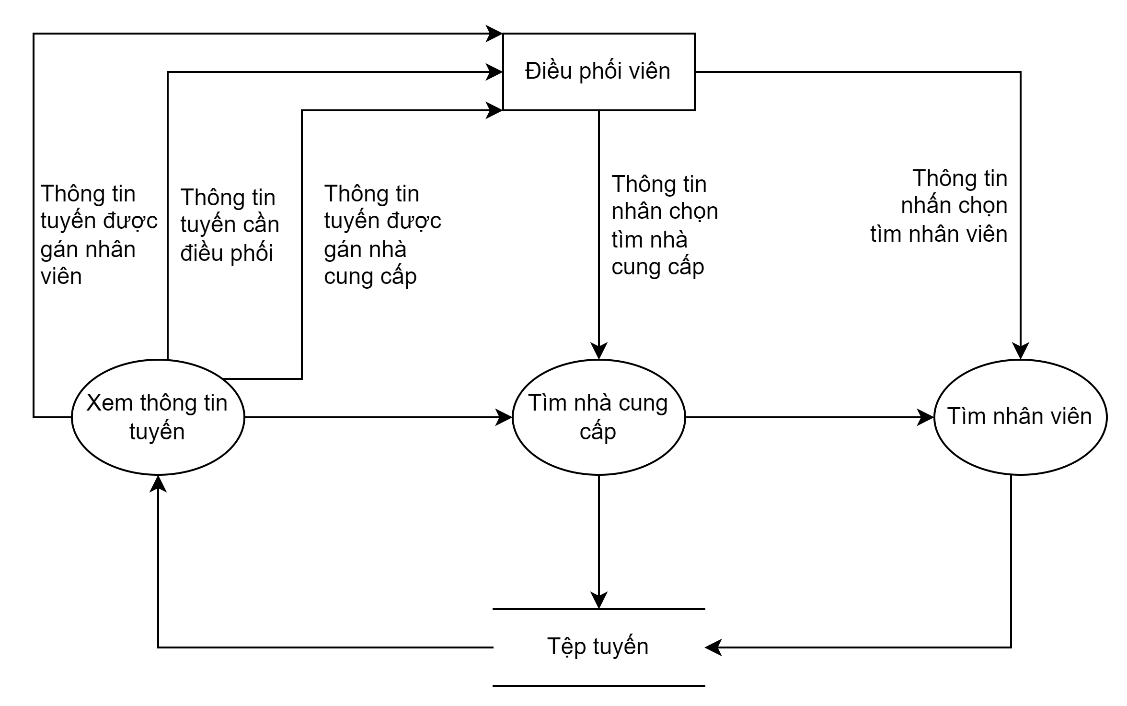 Điều phối viên
Thông tin
tuyến được
gán nhân
viên
Thông tin
tuyến cần
điều phối
Thông tin
tuyến được
gán nhà
cung cấp
Thông tin
nhân chọn
tìm nhà
cung cấp
Thông tin
nhấn chọn
tìm nhân viên
Xem thông tin
tuyến
Tìm nhà cung
cấp
Tìm nhân viên
Tệp tuyến